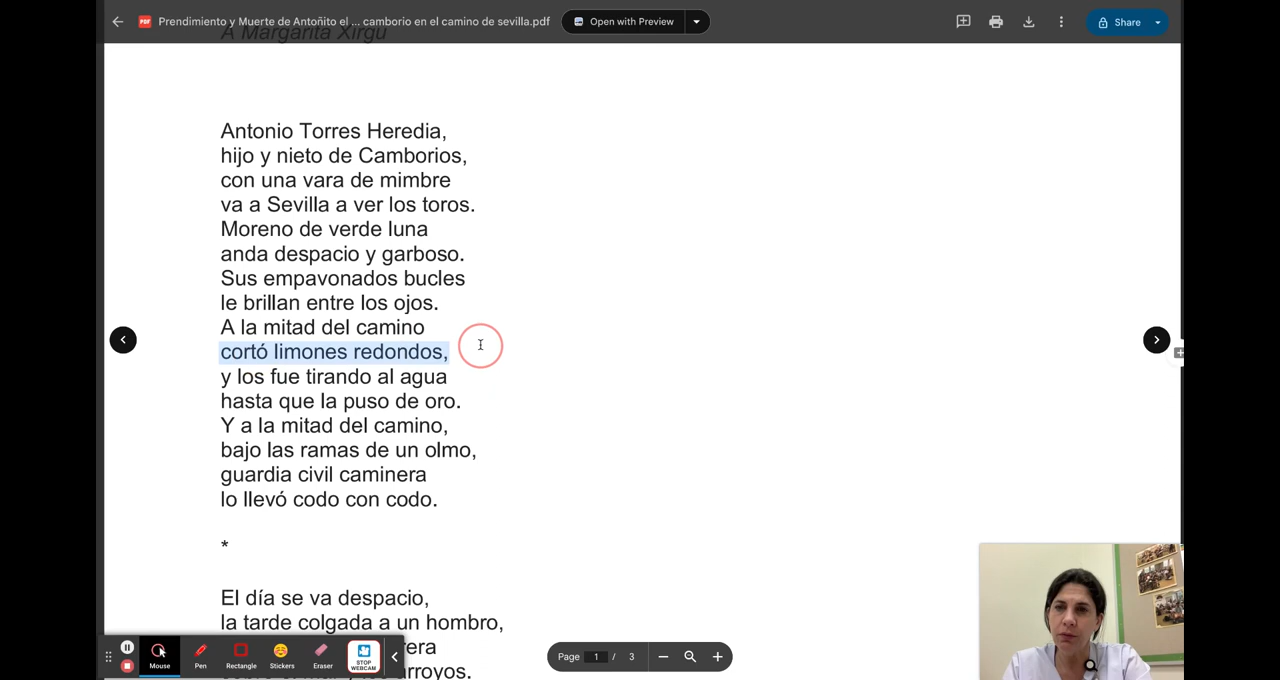 Prendimiento y Muerte de Antoñito el ... camborio en el camino de sevilla.pdf
Open with Preview
Share
A Margarita Xirgu
Antonio Torres Heredia,
hijo y nieto de Camborios,
con una vara de mimbre
va a Sevilla a ver los toros.
Moreno de verde luna
anda despacio y garboso.
Sus empavonados bucles
le brillan entre los ojos.
A la mitad del camino
cortó limones redondos,
y los fue tirando al agua
hasta que la puso de oro.
Y a la mitad del camino,
bajo las ramas de un olmo,
guardia civil caminera
lo llevó codo con codo.
*
El día se va despacio,
la tarde colgada a un hombro,
rera
arroyos.
Mouse
Pen
Rectangle
Stickers
Eraser
STOP WEBCAM
Page 1 / 3